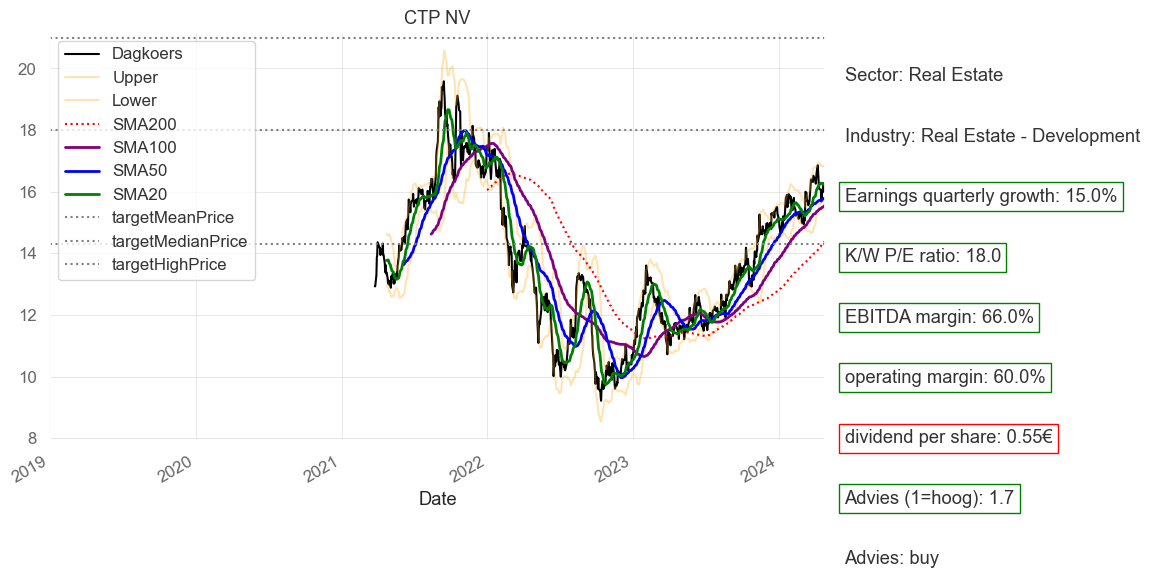 CTP NV
Dagkoers
Upper
Lower
SMA200
SMA100
SMA50
SMA20
targetMeanPrice
targetMedianPrice
targetHighPrice
20
18
16
14
12
10
8
2019
2020
2021
2022
2023
2024
Date
Sector: Real Estate
Industry: Real Estate - Development
Earnings quarterly growth: 15.0%
K/W P/E ratio: 18.0
EBITDA margin: 66.0%
operating margin: 60.0%
dividend per share: 0.55€
Advies (1=hoog): 1.7
Advies: buy